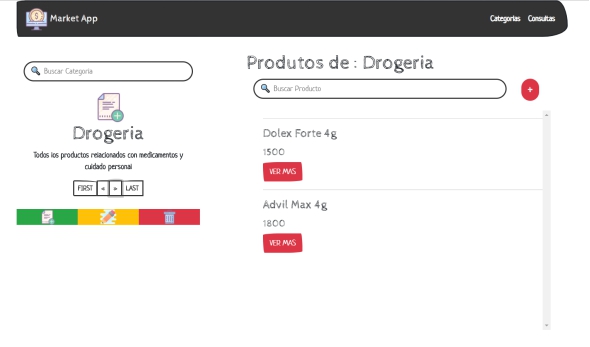 Market App
Categorias Consultas
Buscar Categoria
Drogeria
Todos los productos relacionados con medicamentos y
cuidado personal
FIRST « » LAST
Produtos de : Drogeria
Buscar Producto
+
Dolex Forte 4g
1500
VER MAS
Advil Max 4g
1800
VER MAS